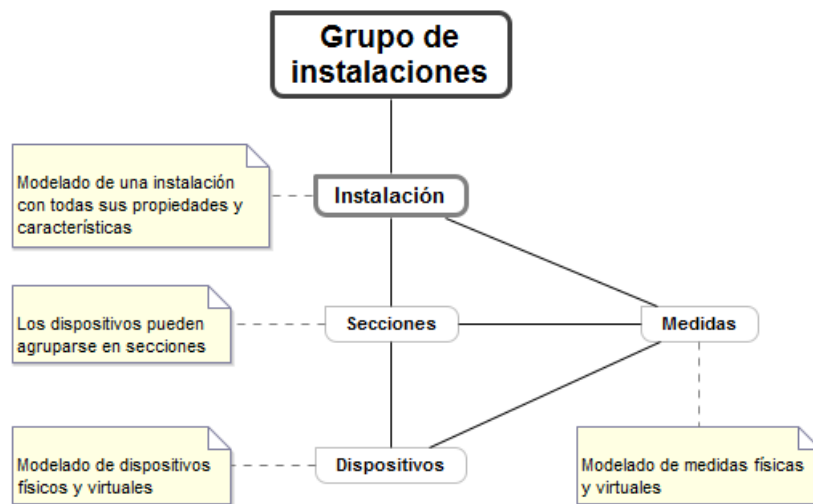 Grupo de
instalaciones
Modelado de una instalación
con todas sus propiedades y
características
Instalación
Los dispositivos pueden
agruparse en secciones
Secciones
Medidas
Modelado de dispositivos
físicos y virtuales
Dispositivos
Modelado de medidas físicas
y virtuales